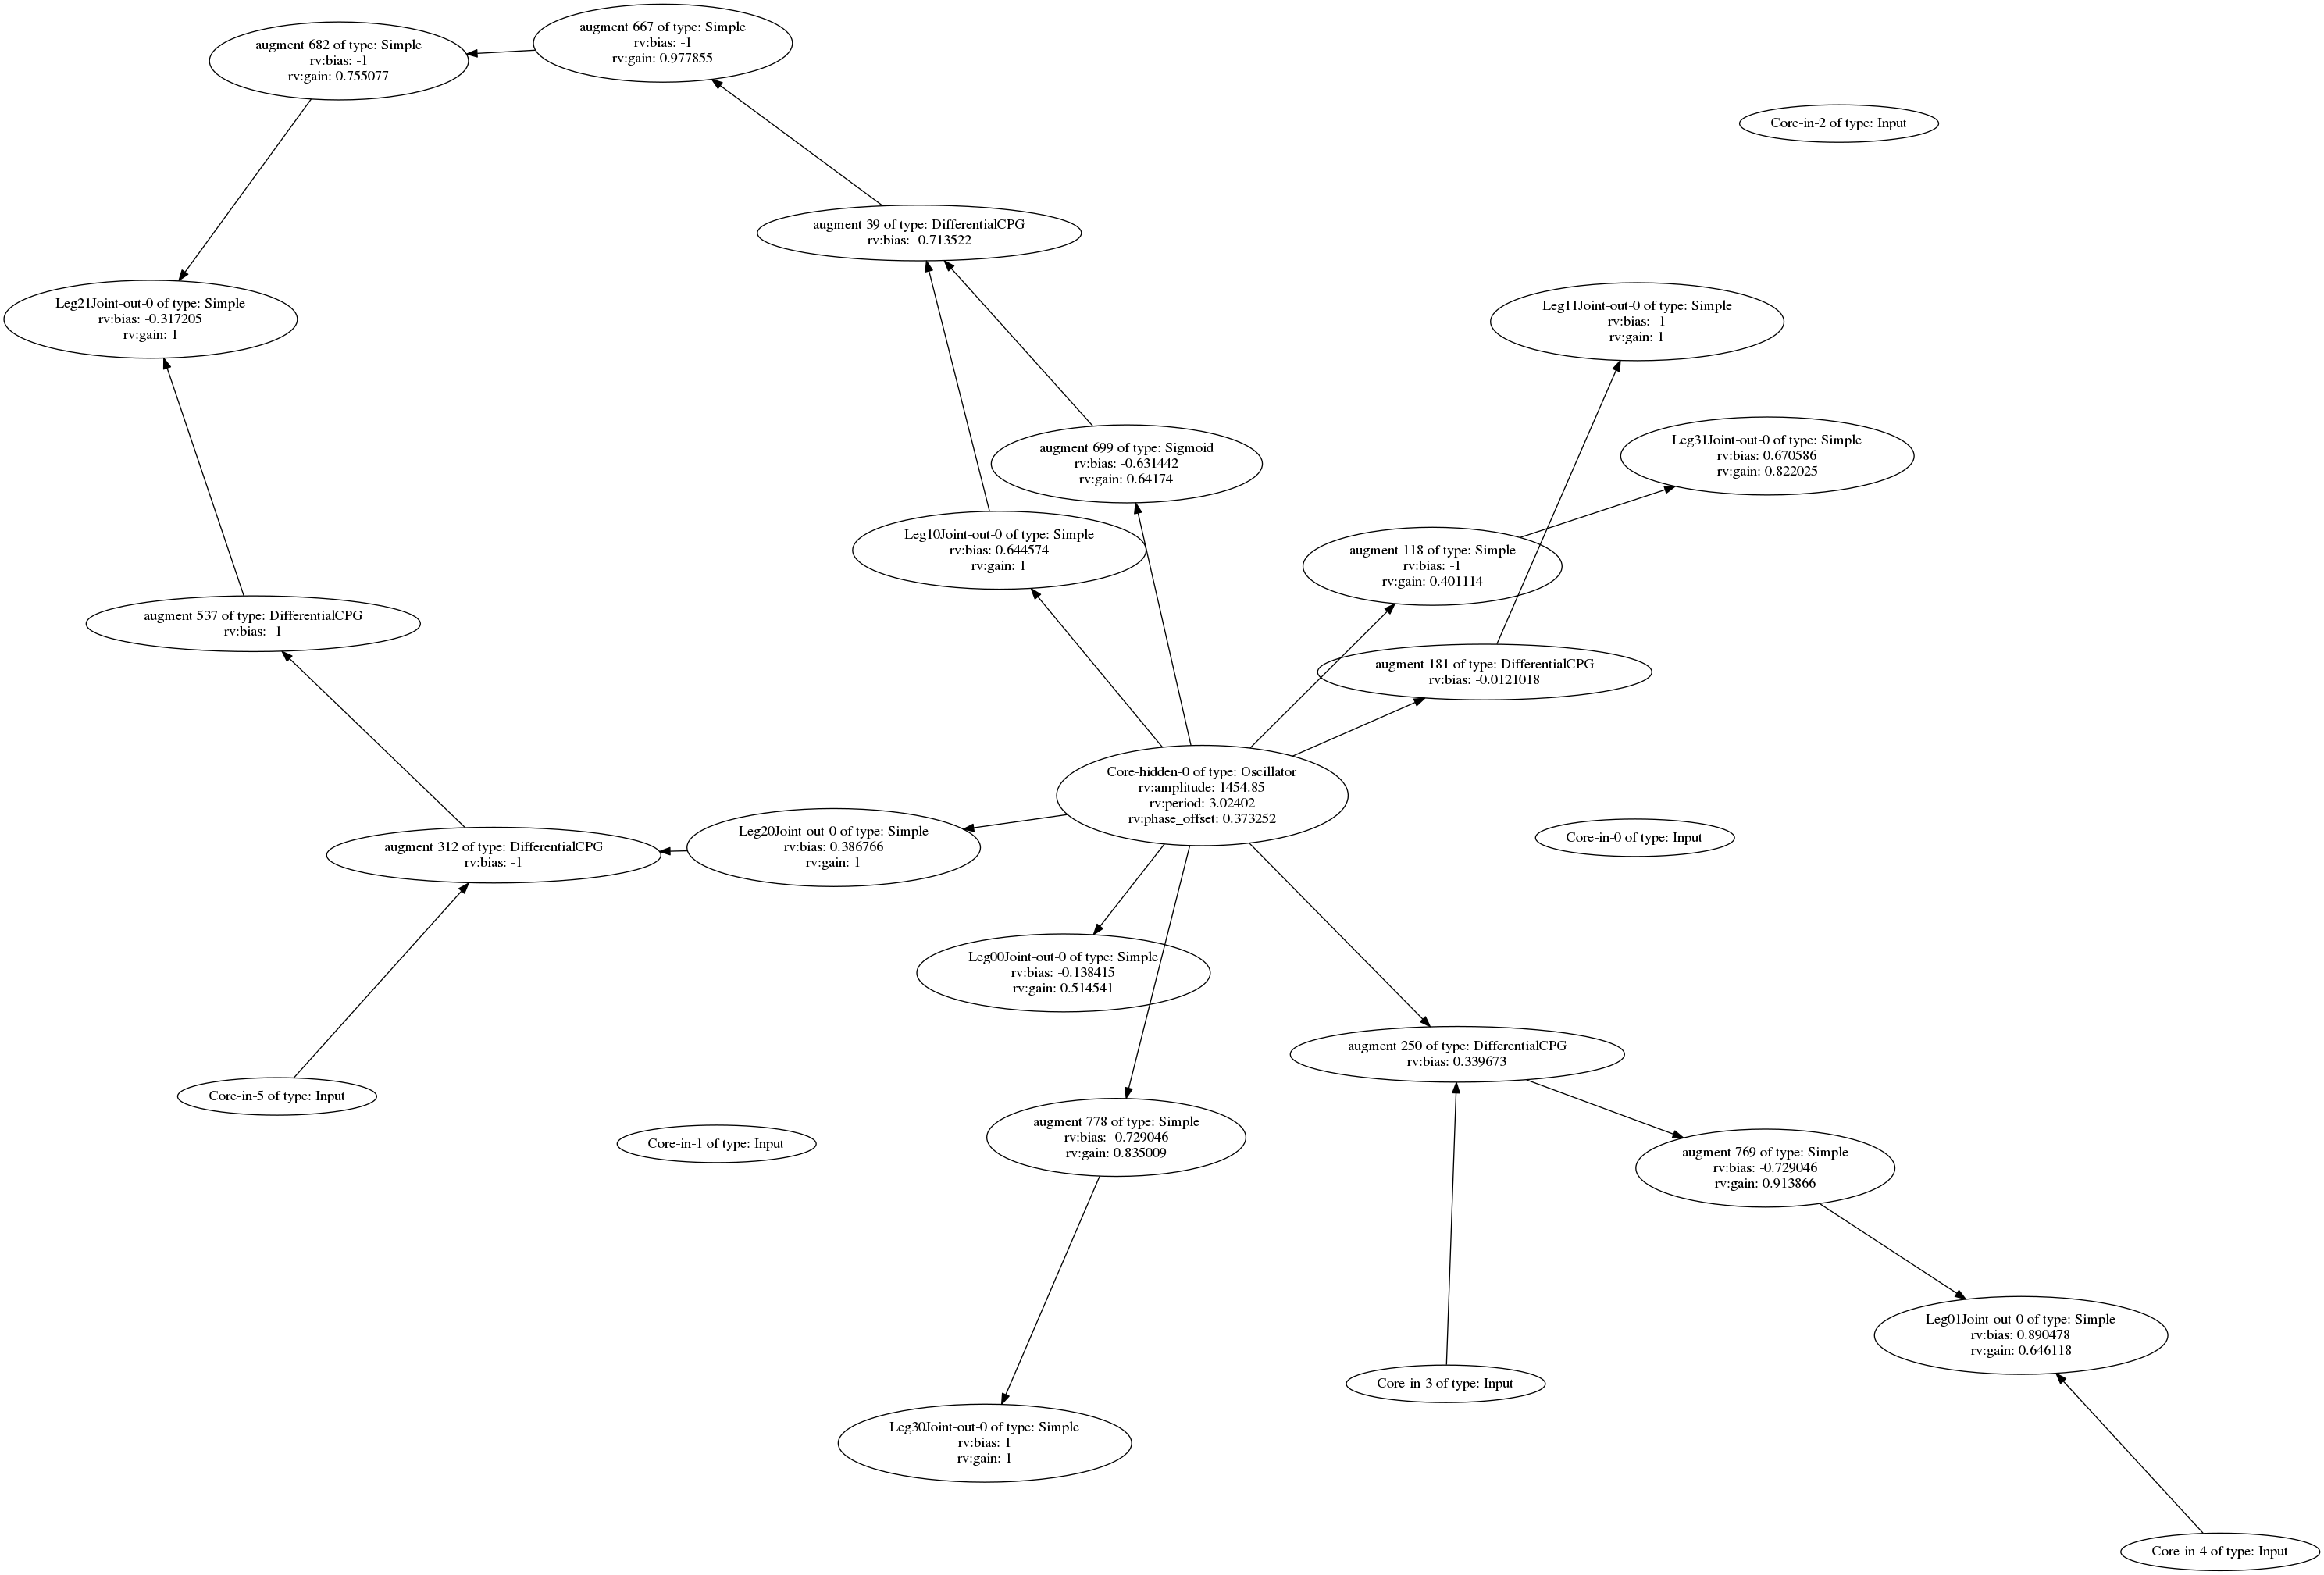 augment 667 of type: Simple
rv:bias: -1
rv:gain: 0.977855
augment 682 of type: Simple
rv:bias: -1
rv:gain: 0.755077
Core-in-2 of type: Input
augment 39 of type: DifferentialCPG
rv:bias: -0.713522
Leg21Joint-out-0 of type: Simple
rv:bias: -0.317205
rv:gain: 1
Leg11Joint-out-0 of type: Simple
rv:bias: -1
rv:gain: 1
Leg31Joint-out-0 of type: Simple
rv:bias: 0.670586
rv:gain: 0.822025
augment 699 of type: Sigmoid
rv:bias: -0.631442
rv:gain: 0.64174
Leg10Joint-out-0 of type: Simple
rv:bias: 0.644574
rv:gain: 1
augment 118 of type: Simple
rv:bias: -1
rv:gain: 0.401114
augment 537 of type: DifferentialCPG
rv:bias: -1
augment 181 of type: DifferentialCPG
rv:bias: -0.0121018
Core-hidden-0 of type: Oscillator
rv:amplitude: 1454.85
rv:period: 3.02402
rv:phase_offset: 0.373252
Leg20Joint-out-0 of type: Simple
rv:bias: 0.386766
rv:gain: 1
augment 312 of type: DifferentialCPG
rv:bias: -1
Core-in-0 of type: Input
Leg00Joint-out-0 of type: Simple
rv:bias: -0.138415
rv:gain: 0.514541
augment 250 of type: DifferentialCPG
rv:bias: 0.339673
Core-in-5 of type: Input
Core-in-1 of type: Input
augment 778 of type: Simple
rv:bias: -0.729046
rv:gain: 0.835009
augment 769 of type: Simple
rv:bias: -0.729046
rv:gain: 0.913866
Leg01Joint-out-0 of type: Simple
rv:bias: 0.890478
rv:gain: 0.646118
Core-in-3 of type: Input
Leg30Joint-out-0 of type: Simple
rv:bias: 1
rv:gain: 1
Core-in-4 of type: Input